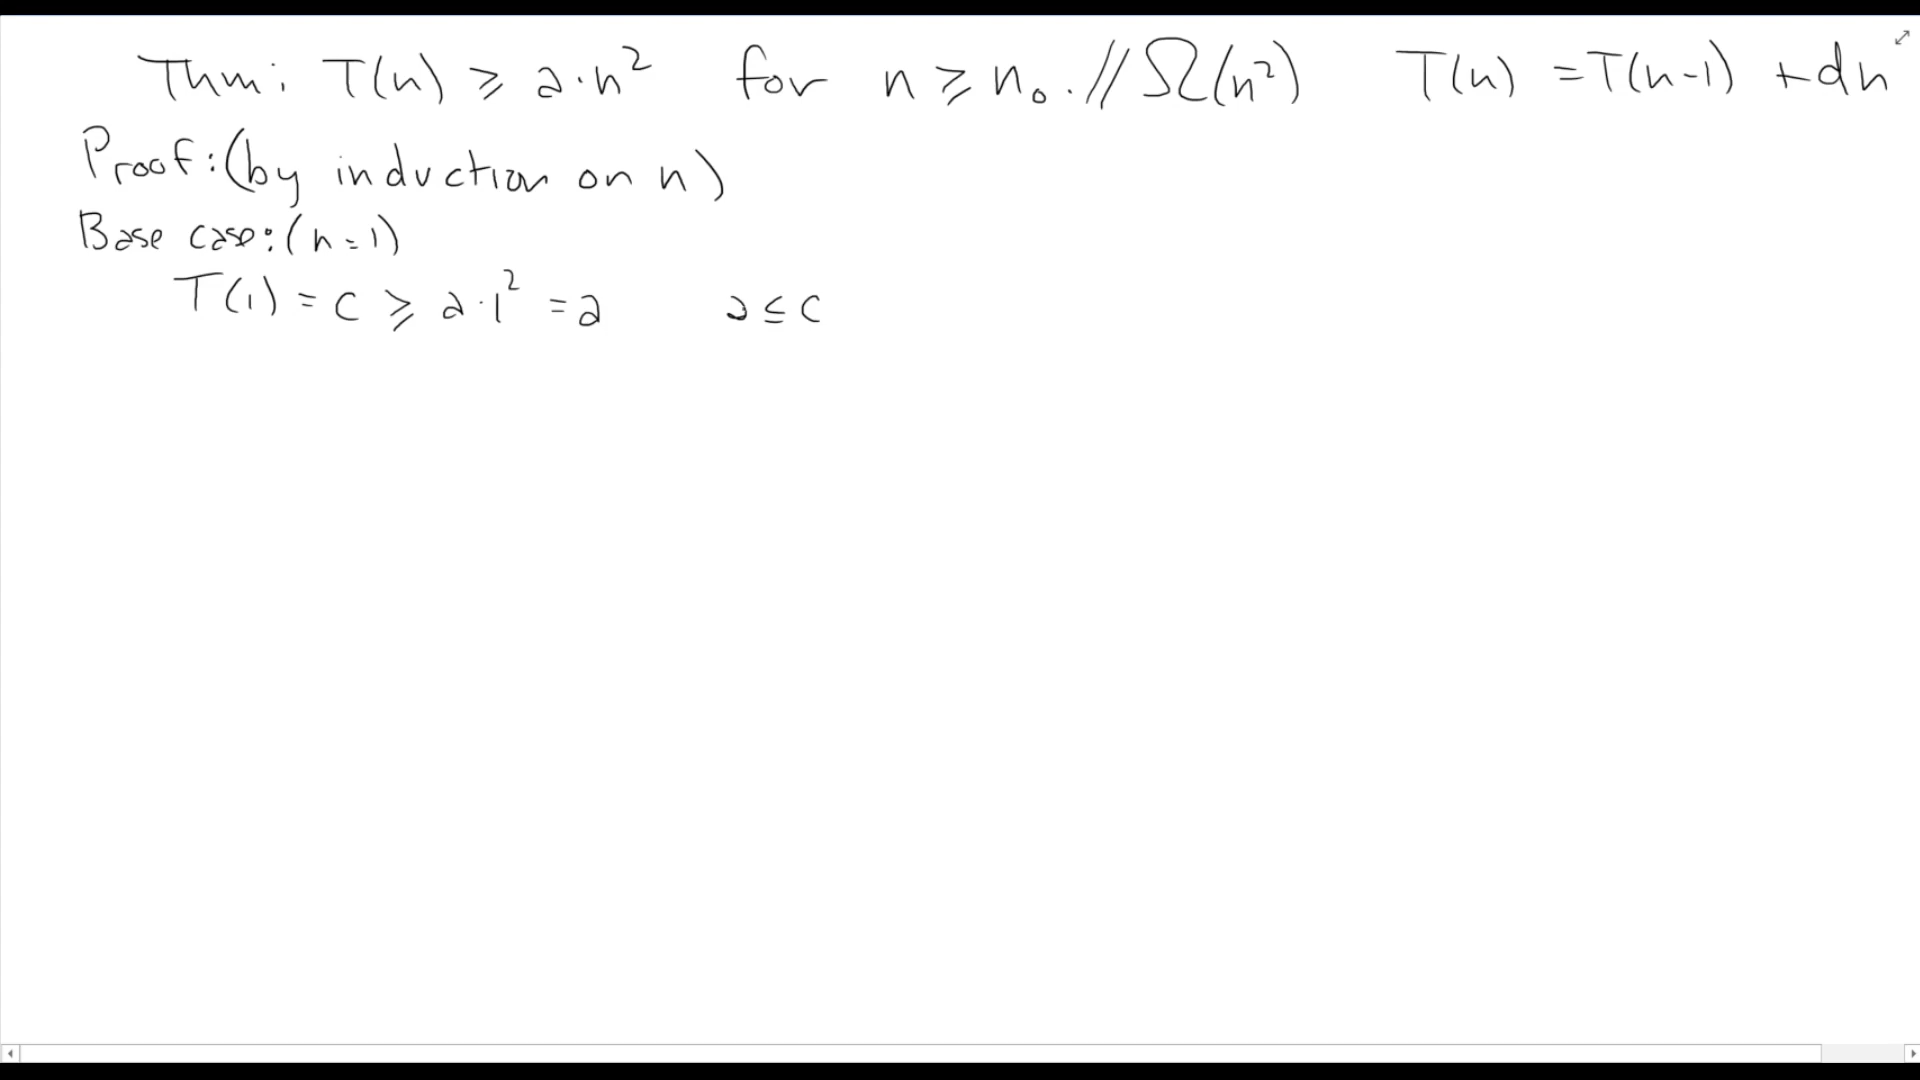 Thm: T(n) ≥ a·n² for n ≥ n₀. // Ω(n²) T(n) = T(n-1) + dn
Proof: (by induction on n)
Base case: (n=1)
T(1) = c ≥ a·1² = a a ≤ c